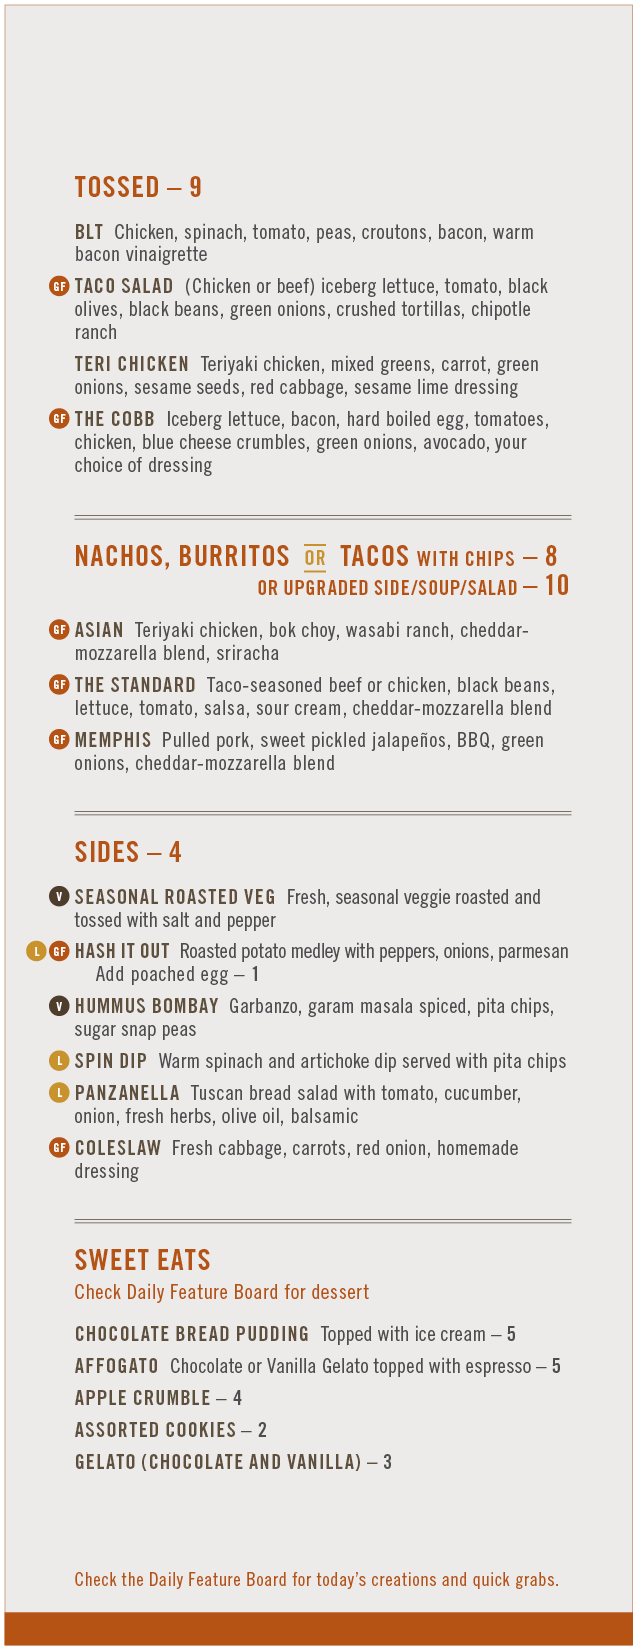 TOSSED – 9
BLT Chicken, spinach, tomato, peas, croutons, bacon, warm
bacon vinaigrette
GF TACO SALAD (Chicken or beef) iceberg lettuce, tomato, black
olives, black beans, green onions, crushed tortillas, chipotle
ranch
TERI CHICKEN Teriyaki chicken, mixed greens, carrot, green
onions, sesame seeds, red cabbage, sesame lime dressing
GF THE COBB Iceberg lettuce, bacon, hard boiled egg, tomatoes,
chicken, blue cheese crumbles, green onions, avocado, your
choice of dressing
NACHOS, BURRITOS OR TACOS WITH CHIPS – 8
OR UPGRADED SIDE/SOUP/SALAD – 10
GF ASIAN Teriyaki chicken, bok choy, wasabi ranch, cheddar-
mozzarella blend, sriracha
GF THE STANDARD Taco-seasoned beef or chicken, black beans,
lettuce, tomato, salsa, sour cream, cheddar-mozzarella blend
GF MEMPHIS Pulled pork, sweet pickled jalapeños, BBQ, green
onions, cheddar-mozzarella blend
SIDES – 4
V SEASONAL ROASTED VEG Fresh, seasonal veggie roasted and
tossed with salt and pepper
L GF HASH IT OUT Roasted potato medley with peppers, onions, parmesan
Add poached egg – 1
V HUMMUS BOMBAY Garbanzo, garam masala spiced, pita chips,
sugar snap peas
L SPIN DIP Warm spinach and artichoke dip served with pita chips
L PANZANELLA Tuscan bread salad with tomato, cucumber,
onion, fresh herbs, olive oil, balsamic
GF COLESLAW Fresh cabbage, carrots, red onion, homemade
dressing
SWEET EATS
Check Daily Feature Board for dessert
CHOCOLATE BREAD PUDDING Topped with ice cream – 5
AFFOGATO Chocolate or Vanilla Gelato topped with espresso – 5
APPLE CRUMBLE – 4
ASSORTED COOKIES – 2
GELATO (CHOCOLATE AND VANILLA) – 3
Check the Daily Feature Board for today's creations and quick grabs.